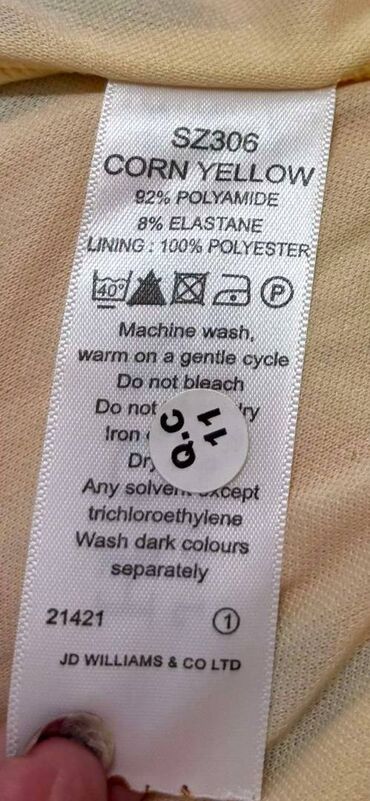 SZ306
CORN YELLOW
92% POLYAMIDE
8% ELASTANE
LINING : 100% POLYESTER
40° P
Machine wash,
warm on a gentle cycle
Do not bleach
Do not
Iron
Q.C 11
Any solvent except
trichloroethylene
Wash dark colours
separately
21421 1
JD WILLIAMS & CO LTD